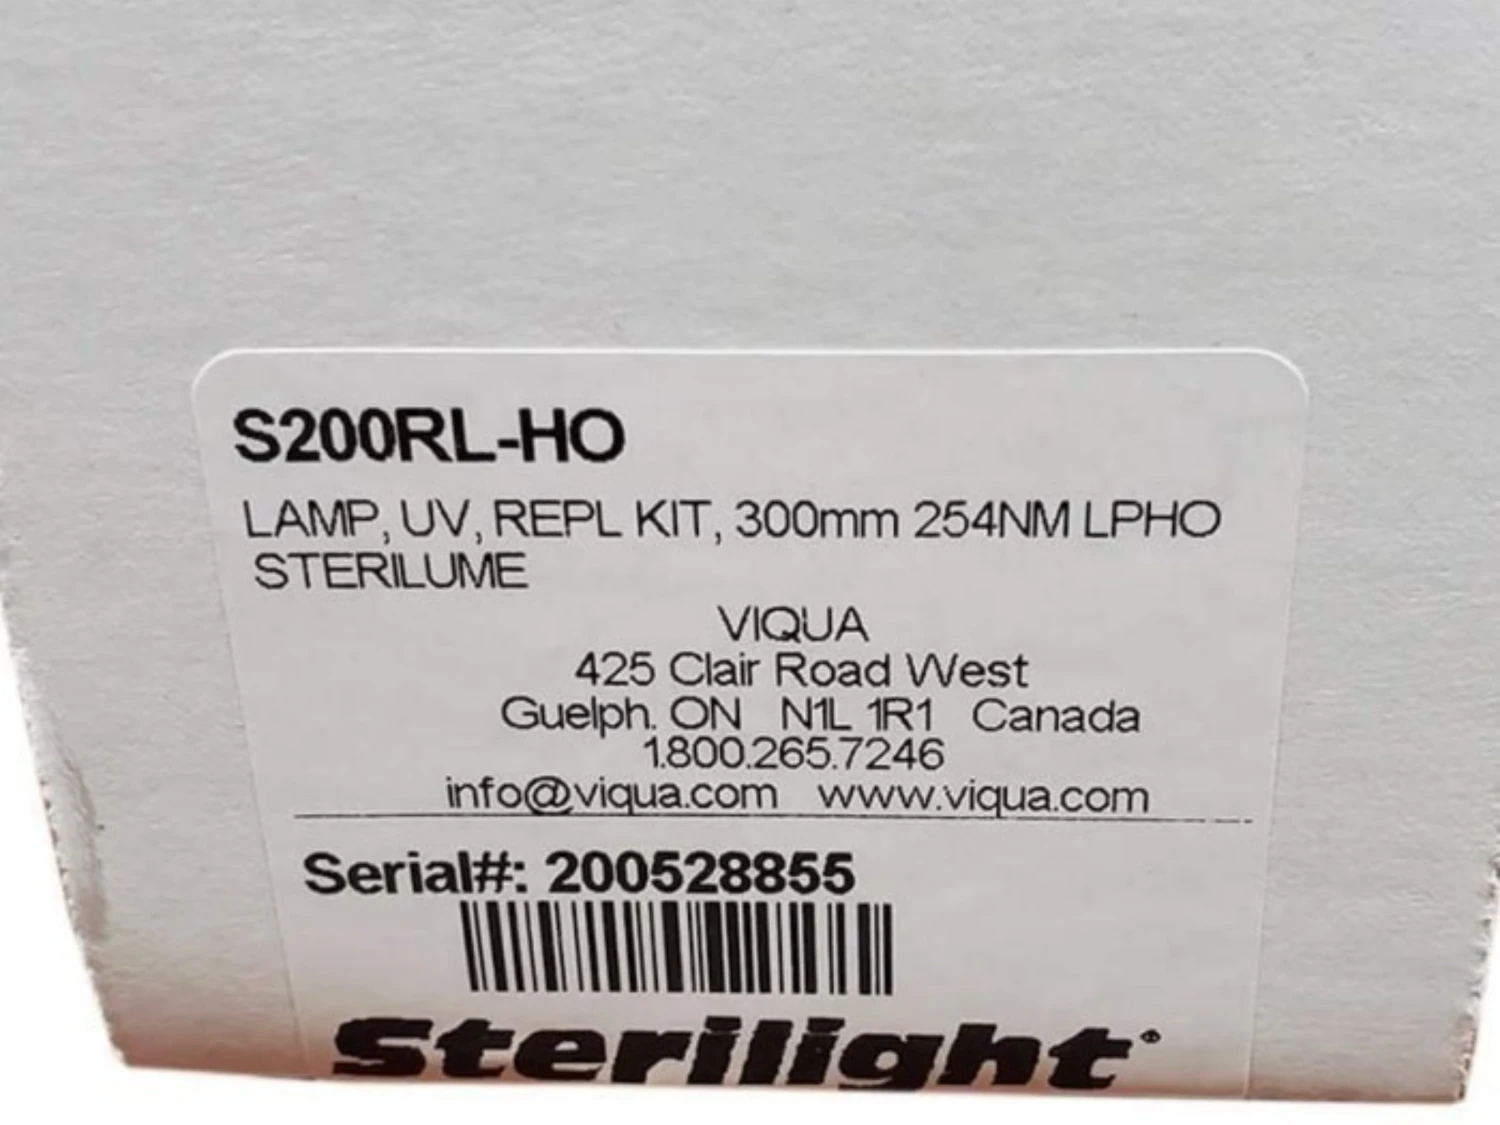 S200RL-HO
LAMP, UV, REPL KIT, 300mm 254NM LPHO
STERILUME
VIQUA
425 Clair Road West
Guelph. ON N1L 1R1 Canada
1.800.265.7246
info@viqua.com www.viqua.com
Serial#: 200528855
Sterilight®